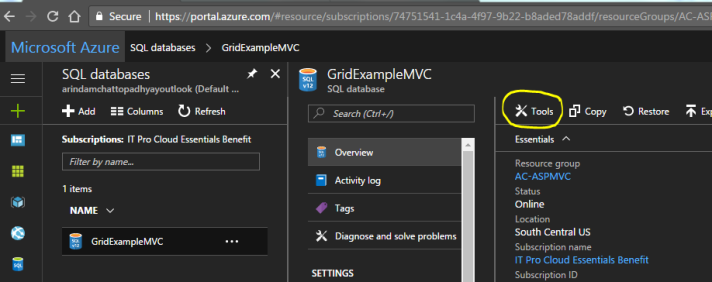 Secure https://portal.azure.com/#resource/subscriptions/74751541-1c4a-4f97-9b22-b8aded78addf/resourceGroups/AC-ASP
Microsoft Azure SQL databases > GridExampleMVC
SQL databases
arindamchattopadhyayoutlook (Default ...
Add Columns Refresh
Subscriptions: IT Pro Cloud Essentials Benefit
Filter by name...
1 items
NAME
GridExampleMVC ...
GridExampleMVC
SQL database
Search (Ctrl+/)
Overview
Activity log
Tags
Diagnose and solve problems
SETTINGS
Tools Copy Restore Exp
Essentials
Resource group
AC-ASPMVC
Status
Online
Location
South Central US
Subscription name
IT Pro Cloud Essentials Benefit
Subscription ID